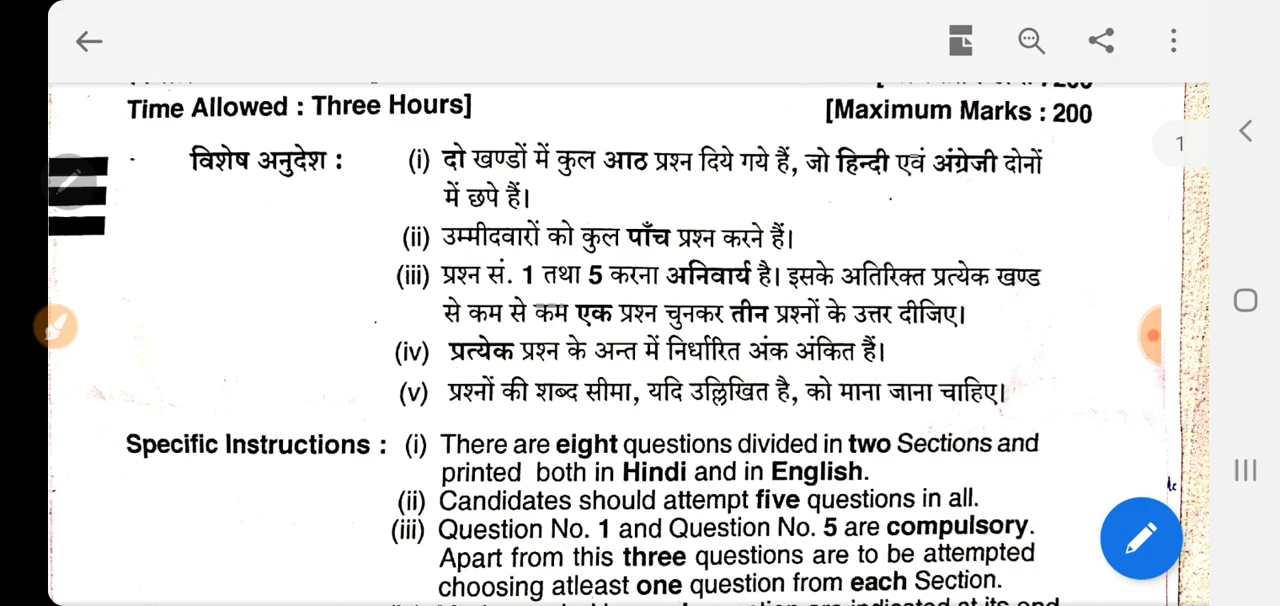 Time Allowed : Three Hours]
[Maximum Marks : 200
1
विशेष अनुदेश : (i) दो खण्डों में कुल आठ प्रश्न दिये गये हैं, जो हिन्दी एवं अंग्रेजी दोनों
में छपे हैं।
(ii) उम्मीदवारों को कुल पाँच प्रश्न करने हैं।
(iii) प्रश्न सं. 1 तथा 5 करना अनिवार्य है। इसके अतिरिक्त प्रत्येक खण्ड
से कम से कम एक प्रश्न चुनकर तीन प्रश्नों के उत्तर दीजिए।
(iv) प्रत्येक प्रश्न के अन्त में निर्धारित अंक अंकित हैं।
(v) प्रश्नों की शब्द सीमा, यदि उल्लिखित है, को माना जाना चाहिए।
Specific Instructions : (i) There are eight questions divided in two Sections and
printed both in Hindi and in English.
(ii) Candidates should attempt five questions in all.
(iii) Question No. 1 and Question No. 5 are compulsory.
Apart from this three questions are to be attempted
choosing atleast one question from each Section.